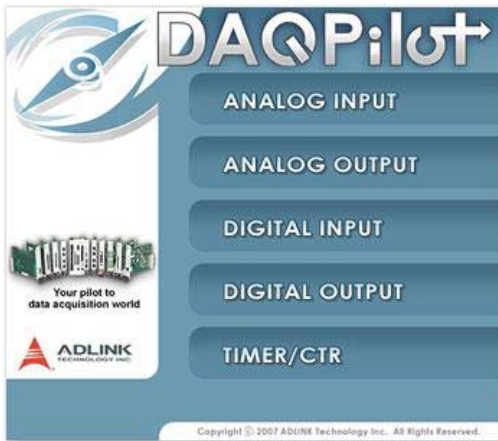 DAQPilot
ANALOG INPUT
ANALOG OUTPUT
DIGITAL INPUT
DIGITAL OUTPUT
TIMER/CTR
Your pilot to
data acquisition world
ADLINK
TECHNOLOGY INC.
Copyright © 2007 ADLINK Technology Inc. All Rights Reserved.